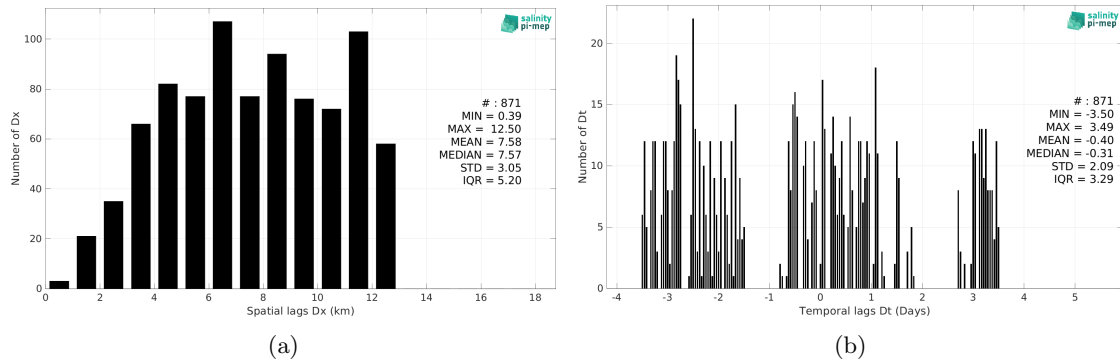 salinity
pi-mep
100
80
60
40
20
0
Number of Dx
# : 871
MIN = 0.39
MAX = 12.50
MEAN = 7.58
MEDIAN = 7.57
STD = 3.05
IQR = 5.20
0 2 4 6 8 10 12 14 16 18
Spatial lags Dx (km)
(a)
salinity
pi-mep
20
15
10
5
0
Number of Dt
# : 871
MIN = -3.50
MAX = 3.49
MEAN = -0.40
MEDIAN = -0.31
STD = 2.09
IQR = 3.29
-4 -3 -2 -1 0 1 2 3 4 5
Temporal lags Dt (Days)
(b)